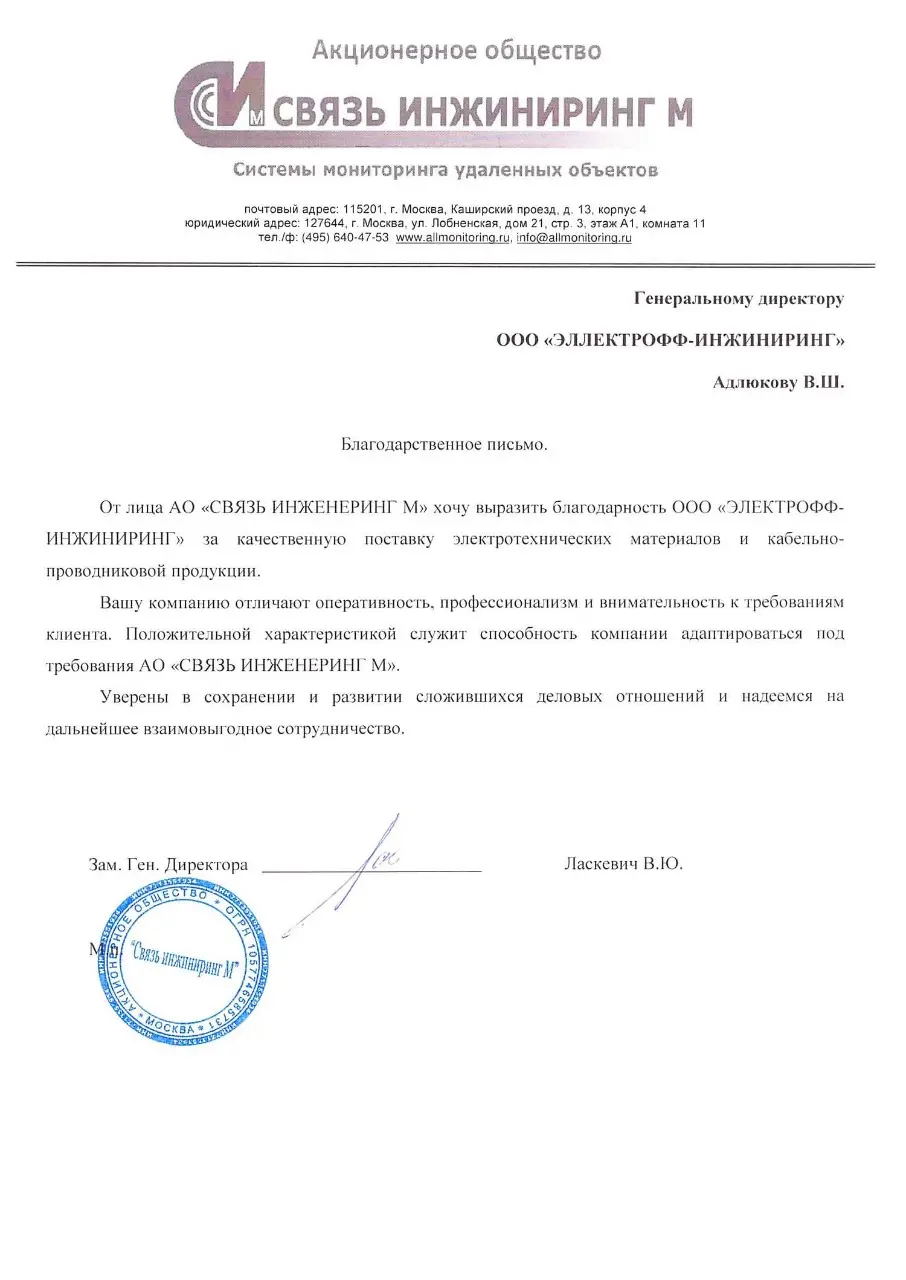 Акционерное общество
СИМ СВЯЗЬ ИНЖИНИРИНГ М
Системы мониторинга удаленных объектов
почтовый адрес: 115201, г. Москва, Каширский проезд, д. 13, корпус 4
юридический адрес: 127644, г. Москва, ул. Лобненская, дом 21, стр. 3, этаж А1, комната 11
тел./ф: (495) 640-47-53 www.allmonitoring.ru, info@allmonitoring.ru
Генеральному директору
ООО «ЭЛЛЕКТРОФФ-ИНЖИНИРИНГ»
Адлюкову В.Ш.
Благодарственное письмо.
От лица АО «СВЯЗЬ ИНЖЕНЕРИНГ М» хочу выразить благодарность ООО «ЭЛЕКТРОФФ-
ИНЖИНИРИНГ» за качественную поставку электротехнических материалов и кабельно-
проводниковой продукции.
Вашу компанию отличают оперативность, профессионализм и внимательность к требованиям
клиента. Положительной характеристикой служит способность компании адаптироваться под
требования АО «СВЯЗЬ ИНЖЕНЕРИНГ М».
Уверены в сохранении и развитии сложившихся деловых отношений и надеемся на
дальнейшее взаимовыгодное сотрудничество.
Зам. Ген. Директора Ласкевич В.Ю.
М.п.
АКЦИОНЕРНОЕ ОБЩЕСТВО * ОГРН 1057746585731 * МОСКВА *
"Связь инжиниринг М"